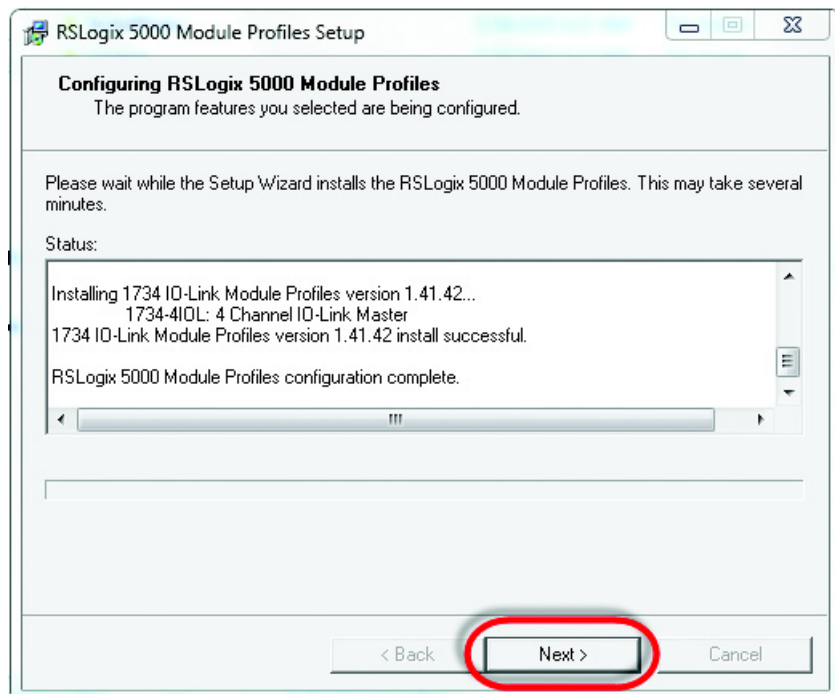 RSLogix 5000 Module Profiles Setup
Configuring RSLogix 5000 Module Profiles
The program features you selected are being configured.
Please wait while the Setup Wizard installs the RSLogix 5000 Module Profiles. This may take several
minutes.
Status:
Installing 1734 IO-Link Module Profiles version 1.41.42...
1734-4IOL: 4 Channel IO-Link Master
1734 IO-Link Module Profiles version 1.41.42 install successful.
RSLogix 5000 Module Profiles configuration complete.
< Back
Next >
Cancel